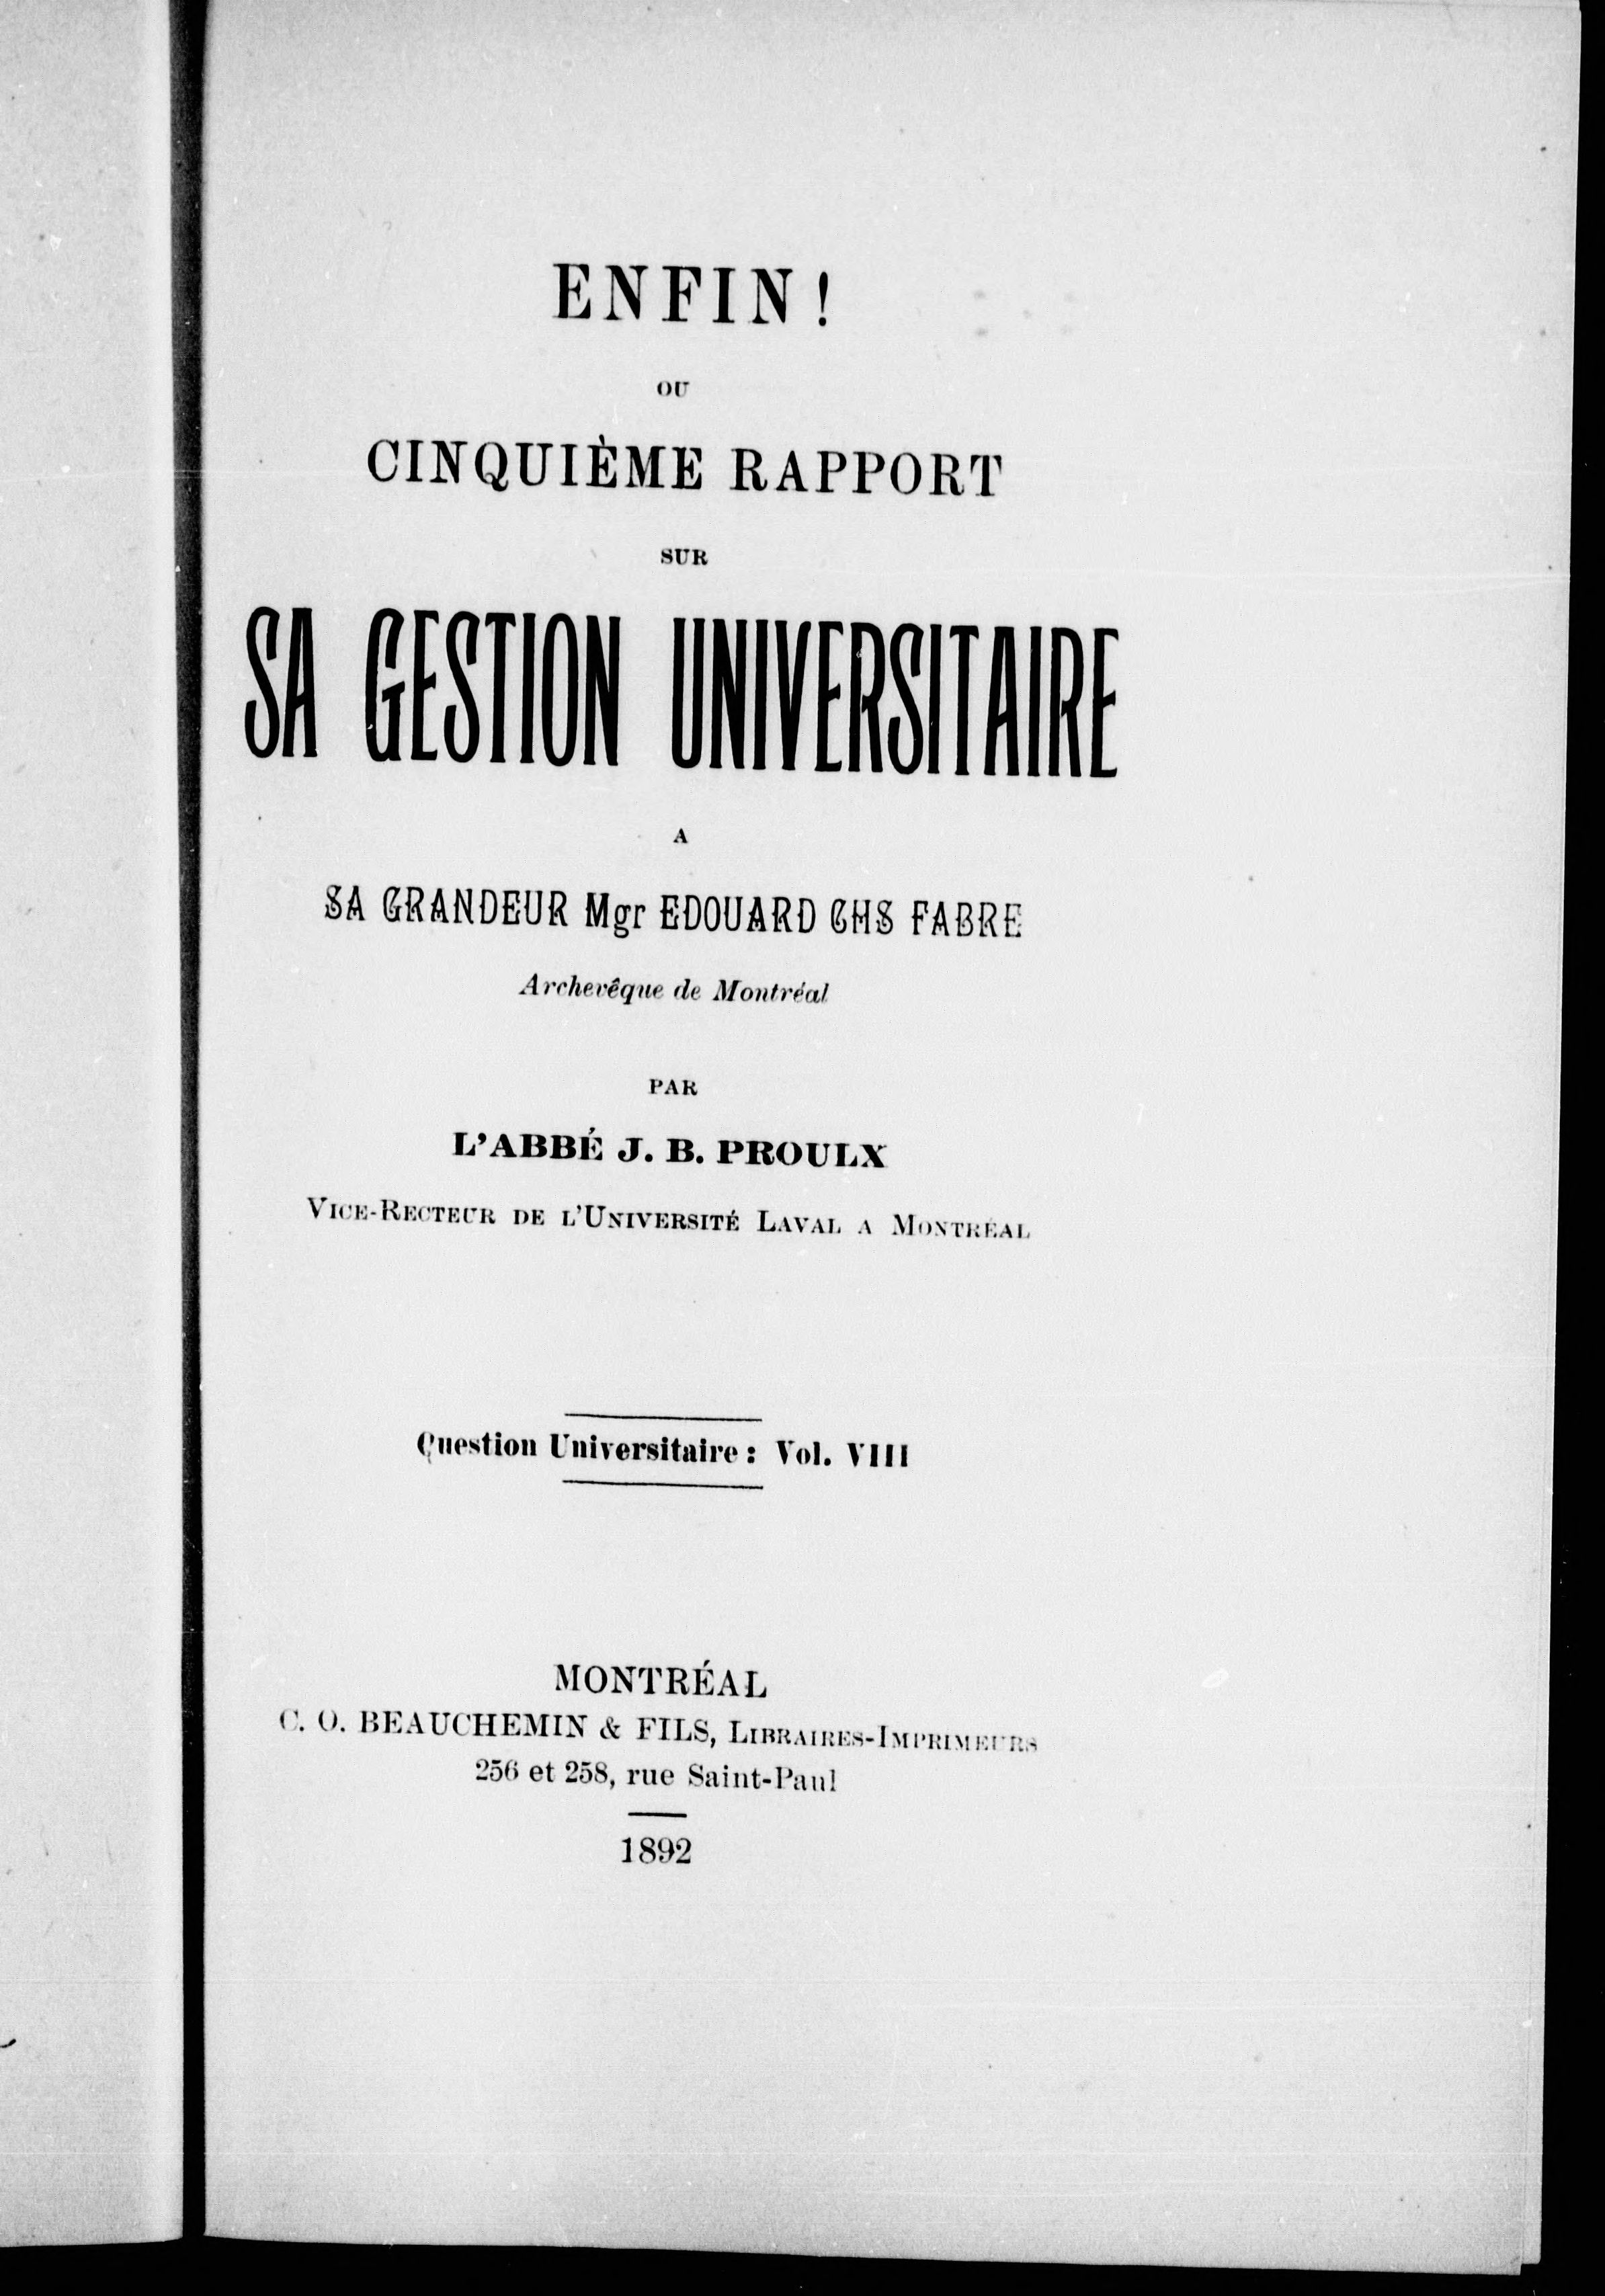 ENFIN!
OU
CINQUIÈME RAPPORT
SUR
SA GESTION UNIVERSITAIRE
A
SA GRANDEUR Mgr EDOUARD CHS FABRE
Archevêque de Montréal
PAR
L'ABBÉ J. B. PROULX
VICE-RECTEUR DE L'UNIVERSITÉ LAVAL A MONTRÉAL
Question Universitaire: Vol. VIII
MONTRÉAL
C. O. BEAUCHEMIN & FILS, LIBRAIRES-IMPRIMEURS
256 et 258, rue Saint-Paul
1892